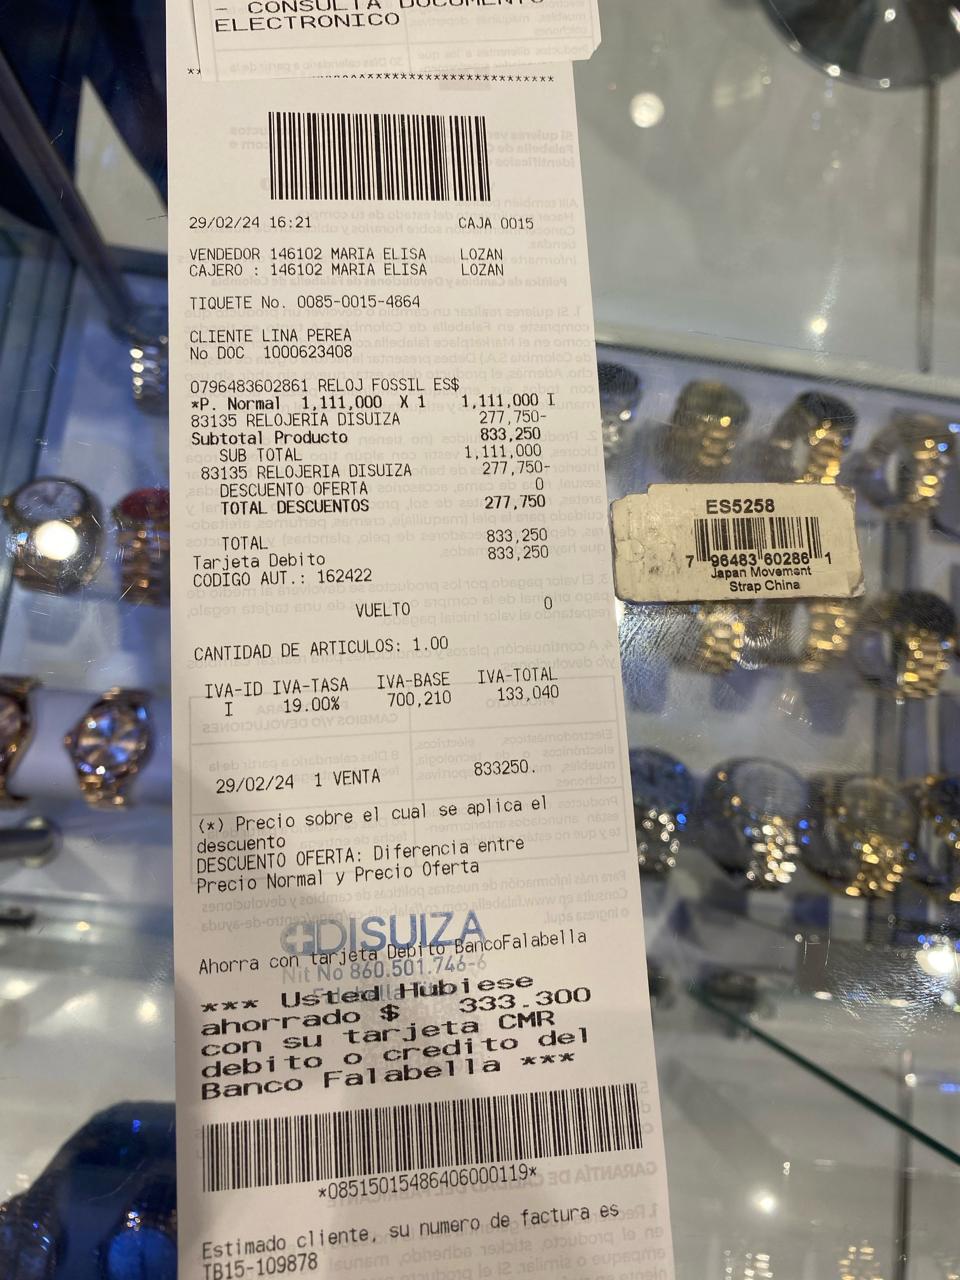 - CONSULTA DOCUMENTO
ELECTRONICO
29/02/24 16:21 CAJA 0015
VENDEDOR 146102 MARIA ELISA LOZAN
CAJERO : 146102 MARIA ELISA LOZAN
TIQUETE No. 0085-0015-4864
CLIENTE LINA PEREA
No DOC 1000623408
0796483602861 RELOJ FOSSIL ES$
*P. Normal 1,111,000 X 1 1,111,000 I
83135 RELOJERIA DISUIZA 277,750-
Subtotal Producto 833,250
SUB TOTAL 1,111,000
83135 RELOJERIA DISUIZA 277,750-
DESCUENTO OFERTA 0
TOTAL DESCUENTOS 277,750
TOTAL 833,250
Tarjeta Debito 833,250
CODIGO AUT.: 162422
VUELTO 0
CANTIDAD DE ARTICULOS: 1.00
IVA-ID IVA-TASA IVA-BASE IVA-TOTAL
I 19.00% 700,210 133,040
29/02/24 1 VENTA 833250.
(*) Precio sobre el cual se aplica el
descuento
DESCUENTO OFERTA: Diferencia entre
Precio Normal y Precio Oferta
DISUIZA
Ahorra con tarjeta Debito BancoFalabella
Nit No 860.501.746-6
*** Usted Hubiese
ahorrado $ 333.300
con su tarjeta CMR
debito o credito del
Banco Falabella ***
*08515015486406000119*
Estimado cliente, su numero de factura es
TB15-109878
ES5258
7 96483 60286 1
Japan Movement
Strap China